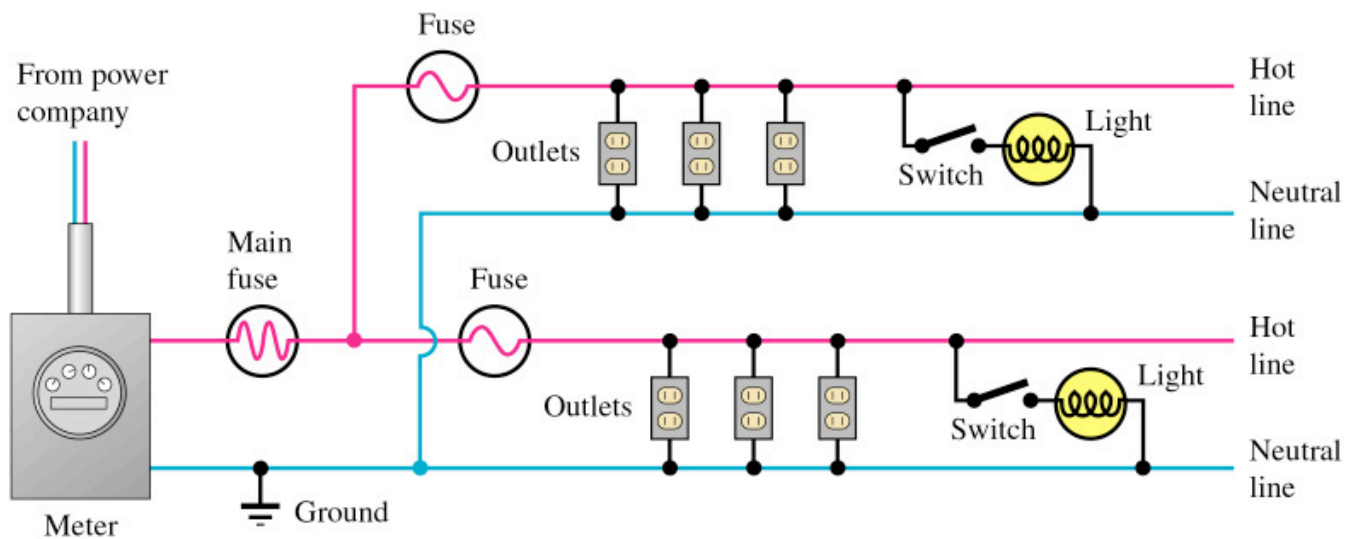 Fuse
From power
company
Hot
line
Light
Outlets
Switch
Neutral
line
Main
fuse
Fuse
Hot
line
Light
Outlets
Switch
Neutral
line
Ground
Meter